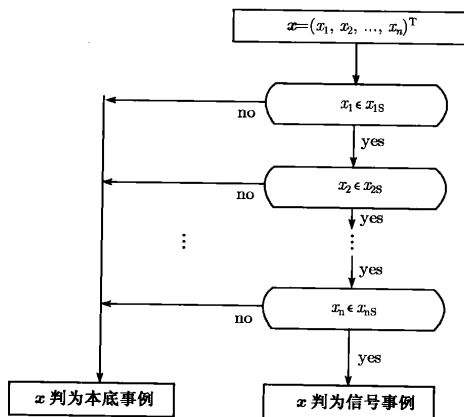 x=(x₁, x₂, ..., xₙ)ᵀ
x₁ ϵ x₁S
no
yes
x₂ ϵ x₂S
no
yes
⋮
⋮
yes
xn ϵ xnS
no
yes
x 判为本底事例
x 判为信号事例